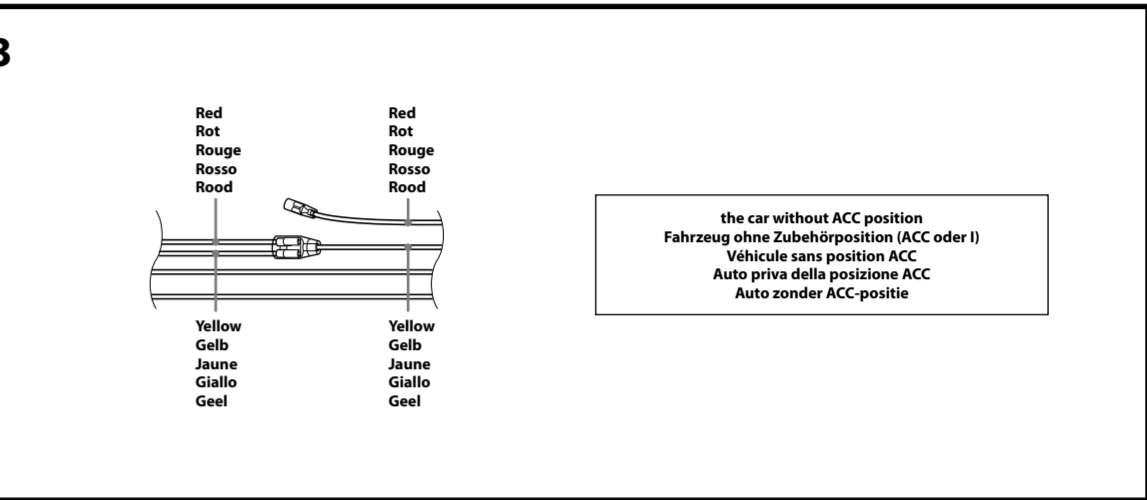 3
Red
Rot
Rouge
Rosso
Rood
Red
Rot
Rouge
Rosso
Rood
Yellow
Gelb
Jaune
Giallo
Geel
Yellow
Gelb
Jaune
Giallo
Geel
the car without ACC position
Fahrzeug ohne Zubehörposition (ACC oder I)
Véhicule sans position ACC
Auto priva della posizione ACC
Auto zonder ACC-positie